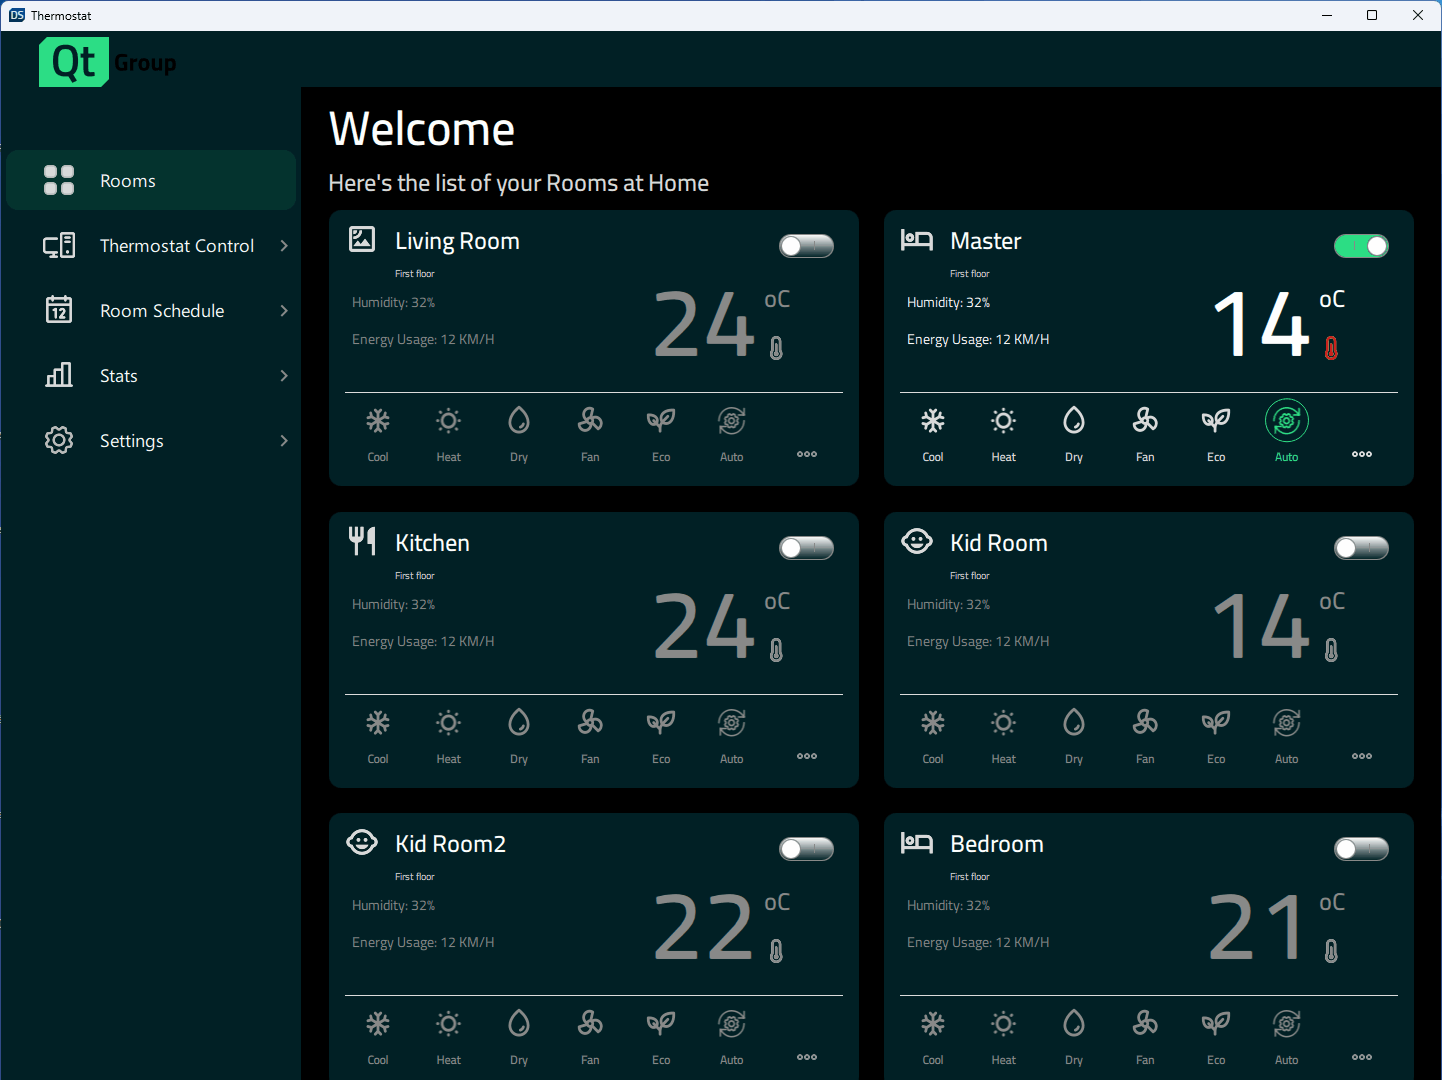 DS Thermostat
Qt Group
Rooms
Thermostat Control
12 Room Schedule
Stats
Settings
Welcome
Here's the list of your Rooms at Home
Living Room
First floor
Humidity: 32%
Energy Usage: 12 KM/H
24 oC
Cool Heat Dry Fan Eco Auto
Master
First floor
Humidity: 32%
Energy Usage: 12 KM/H
14 oC
Cool Heat Dry Fan Eco Auto
Kitchen
First floor
Humidity: 32%
Energy Usage: 12 KM/H
24 oC
Cool Heat Dry Fan Eco Auto
Kid Room
First floor
Humidity: 32%
Energy Usage: 12 KM/H
14 oC
Cool Heat Dry Fan Eco Auto
Kid Room2
First floor
Humidity: 32%
Energy Usage: 12 KM/H
22 oC
Cool Heat Dry Fan Eco Auto
Bedroom
First floor
Humidity: 32%
Energy Usage: 12 KM/H
21 oC
Cool Heat Dry Fan Eco Auto